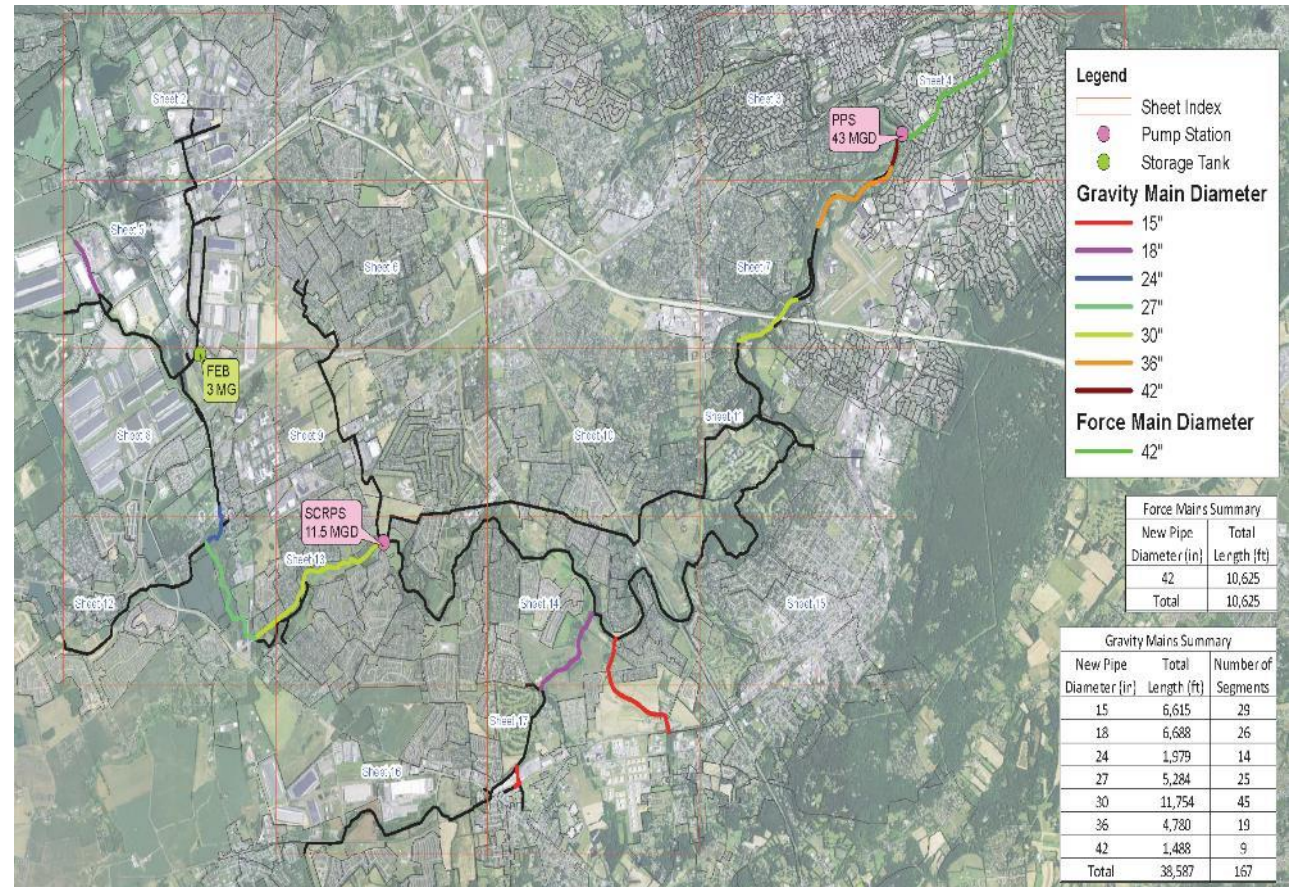 Sheet 2
Sheet 3
Sheet 4
PPS
43 MGD
Sheet 5
Sheet 6
Sheet 7
FEB
3 MG
Sheet 8
Sheet 9
Sheet 10
Sheet 11
SCRPS
11.5 MGD
Sheet 12
Sheet 13
Sheet 14
Sheet 15
Sheet 16
Sheet 17
Legend
Sheet Index
Pump Station
Storage Tank
Gravity Main Diameter
15"
18"
24"
27"
30"
36"
42"
Force Main Diameter
42"
Force Mains Summary
New Pipe Total
Diameter (in) Length (ft)
42 10,625
Total 10,625
Gravity Mains Summary
New Pipe Total Number of
Diameter (in) Length (ft) Segments
15 6,615 29
18 6,688 26
24 1,979 14
27 5,284 25
30 11,754 45
36 4,780 19
42 1,488 9
Total 38,587 167